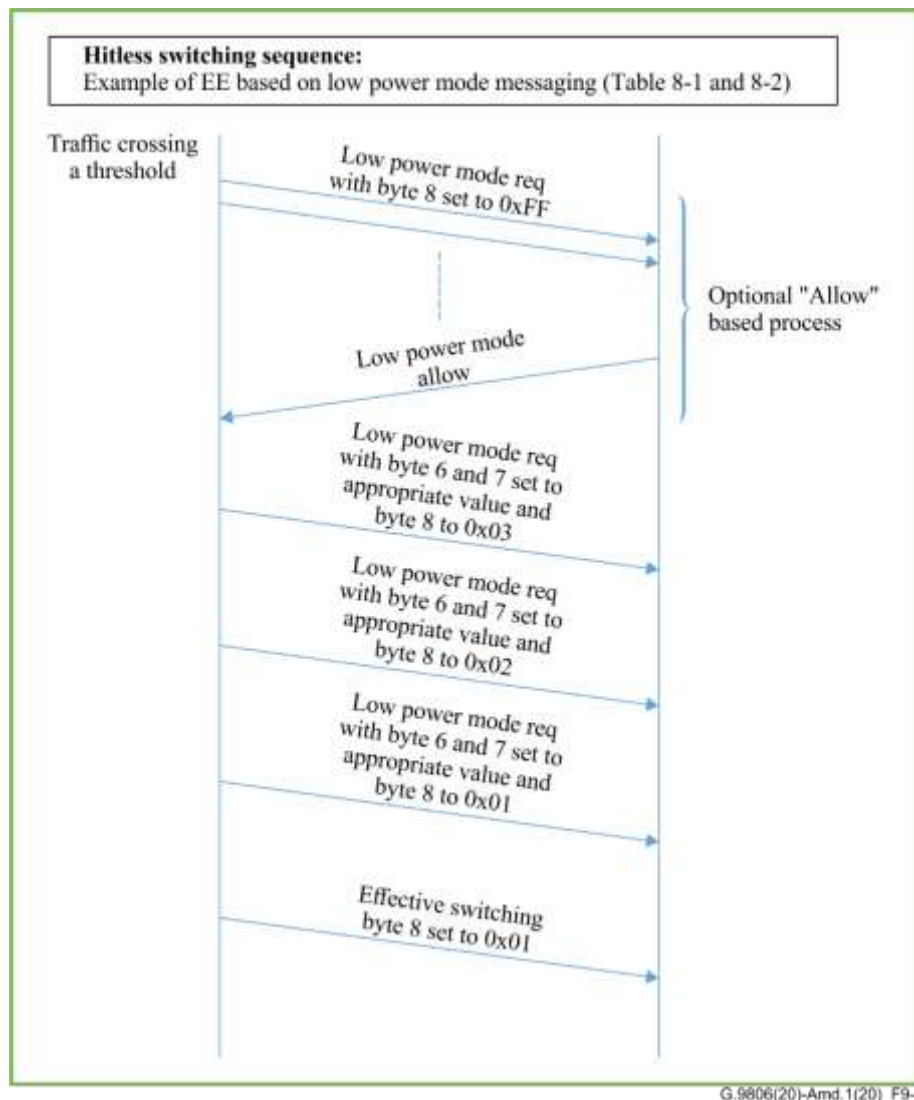 Hitless switching sequence:
Example of EE based on low power mode messaging (Table 8-1 and 8-2)
Traffic crossing
a threshold
Low power mode req
with byte 8 set to 0xFF
Optional "Allow"
based process
Low power mode
allow
Low power mode req
with byte 6 and 7 set to
appropriate value and
byte 8 to 0x03
Low power mode req
with byte 6 and 7 set to
appropriate value and
byte 8 to 0x02
Low power mode req
with byte 6 and 7 set to
appropriate value and
byte 8 to 0x01
Effective switching
byte 8 set to 0x01
G.9806(20)-Amd.1(20)_F9-